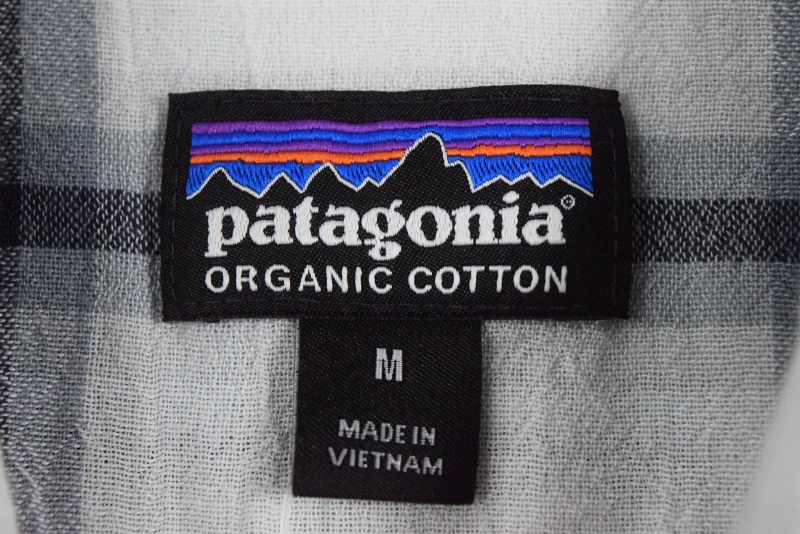 patagonia®
ORGANIC COTTON
M
MADE IN
VIETNAM